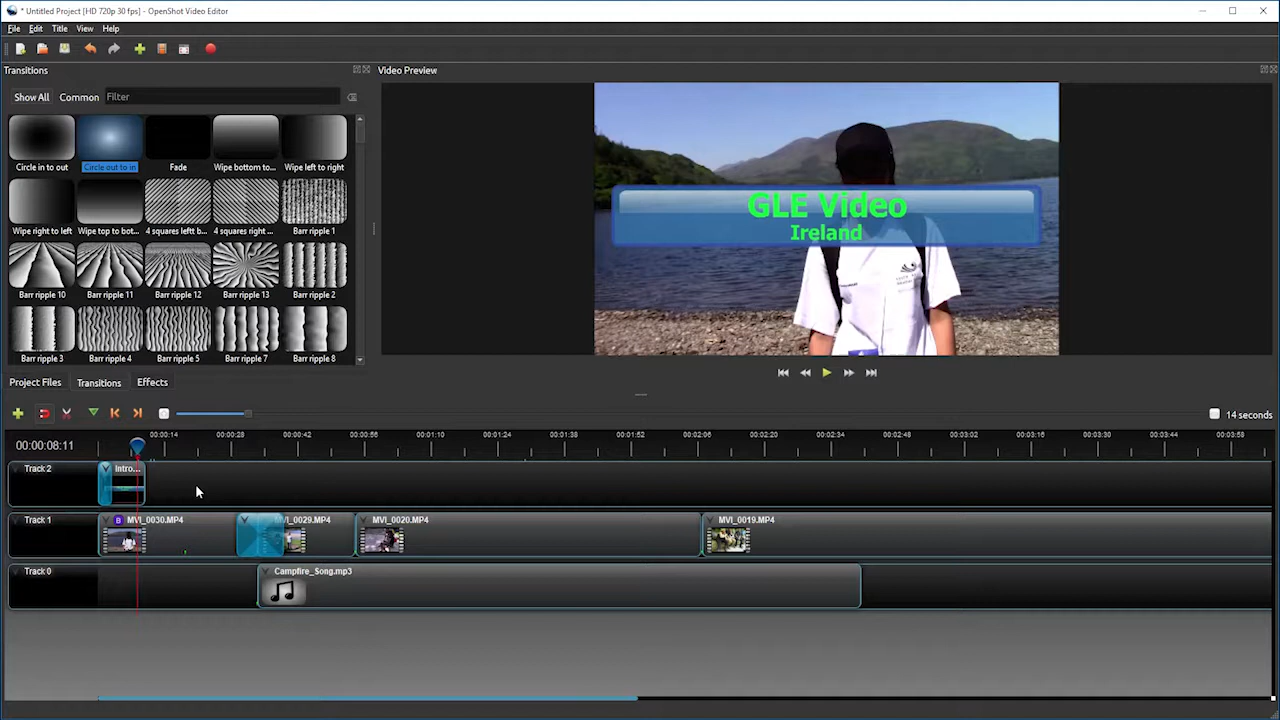 * Untitled Project [HD 720p 30 fps] - OpenShot Video Editor
File Edit Title View Help
Transitions
Video Preview
Show All Common Filter
Circle in to out Circle out to in Fade Wipe bottom to... Wipe left to right
Wipe right to left Wipe top to bot... 4 squares left b... 4 squares right ... Barr ripple 1
Barr ripple 10 Barr ripple 11 Barr ripple 12 Barr ripple 13 Barr ripple 2
Barr ripple 3 Barr ripple 4 Barr ripple 5 Barr ripple 7 Barr ripple 8
GLE Video
Ireland
Project Files Transitions Effects
14 seconds
00:00:08:11
00:00:14 00:00:28 00:00:42 00:00:56 00:01:10 00:01:24 00:01:38 00:01:52 00:02:06 00:02:20 00:02:34 00:02:48 00:03:02 00:03:16 00:03:30 00:03:44 00:03:58
Track 2 Intro...
Track 1 B MVI_0030.MP4 MVI_0029.MP4 MVI_0020.MP4 MVI_0019.MP4
Track 0 Campfire_Song.mp3